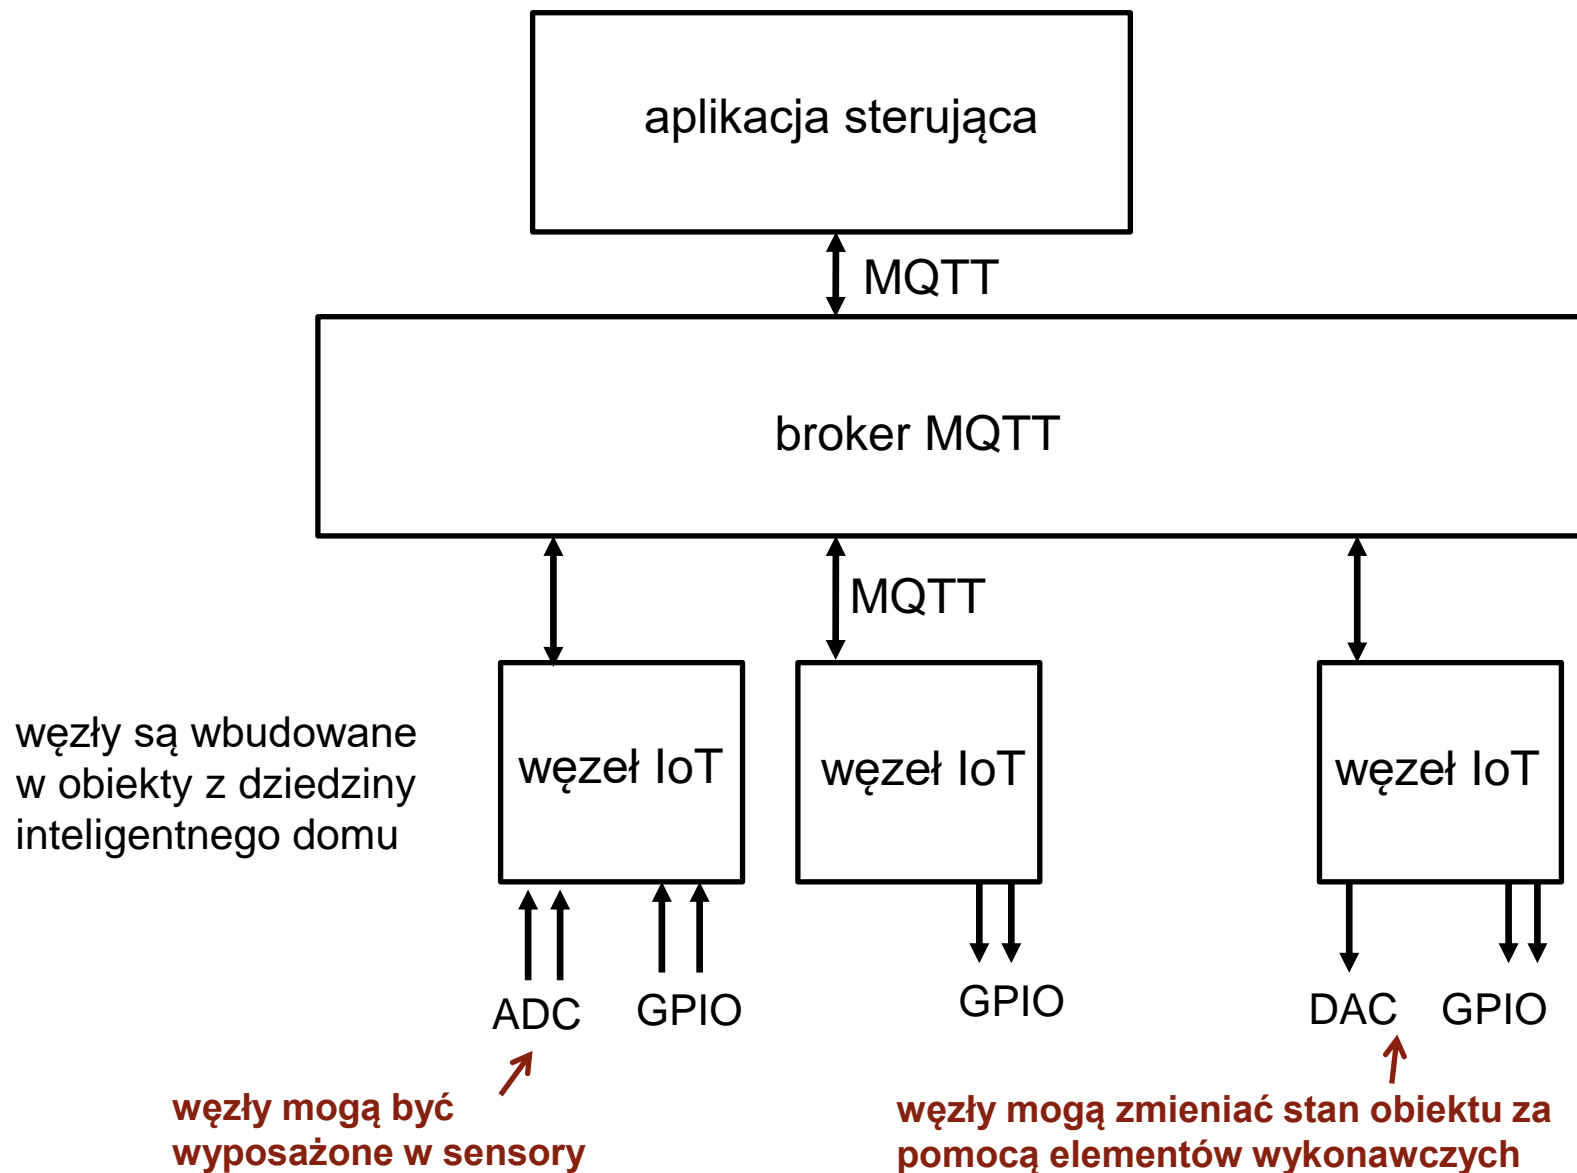 aplikacja sterująca
MQTT
broker MQTT
MQTT
węzły są wbudowane
w obiekty z dziedziny
inteligentnego domu
węzeł IoT
węzeł IoT
węzeł IoT
ADC
GPIO
GPIO
DAC
GPIO
węzły mogą być
wyposażone w sensory
węzły mogą zmieniać stan obiektu za
pomocą elementów wykonawczych